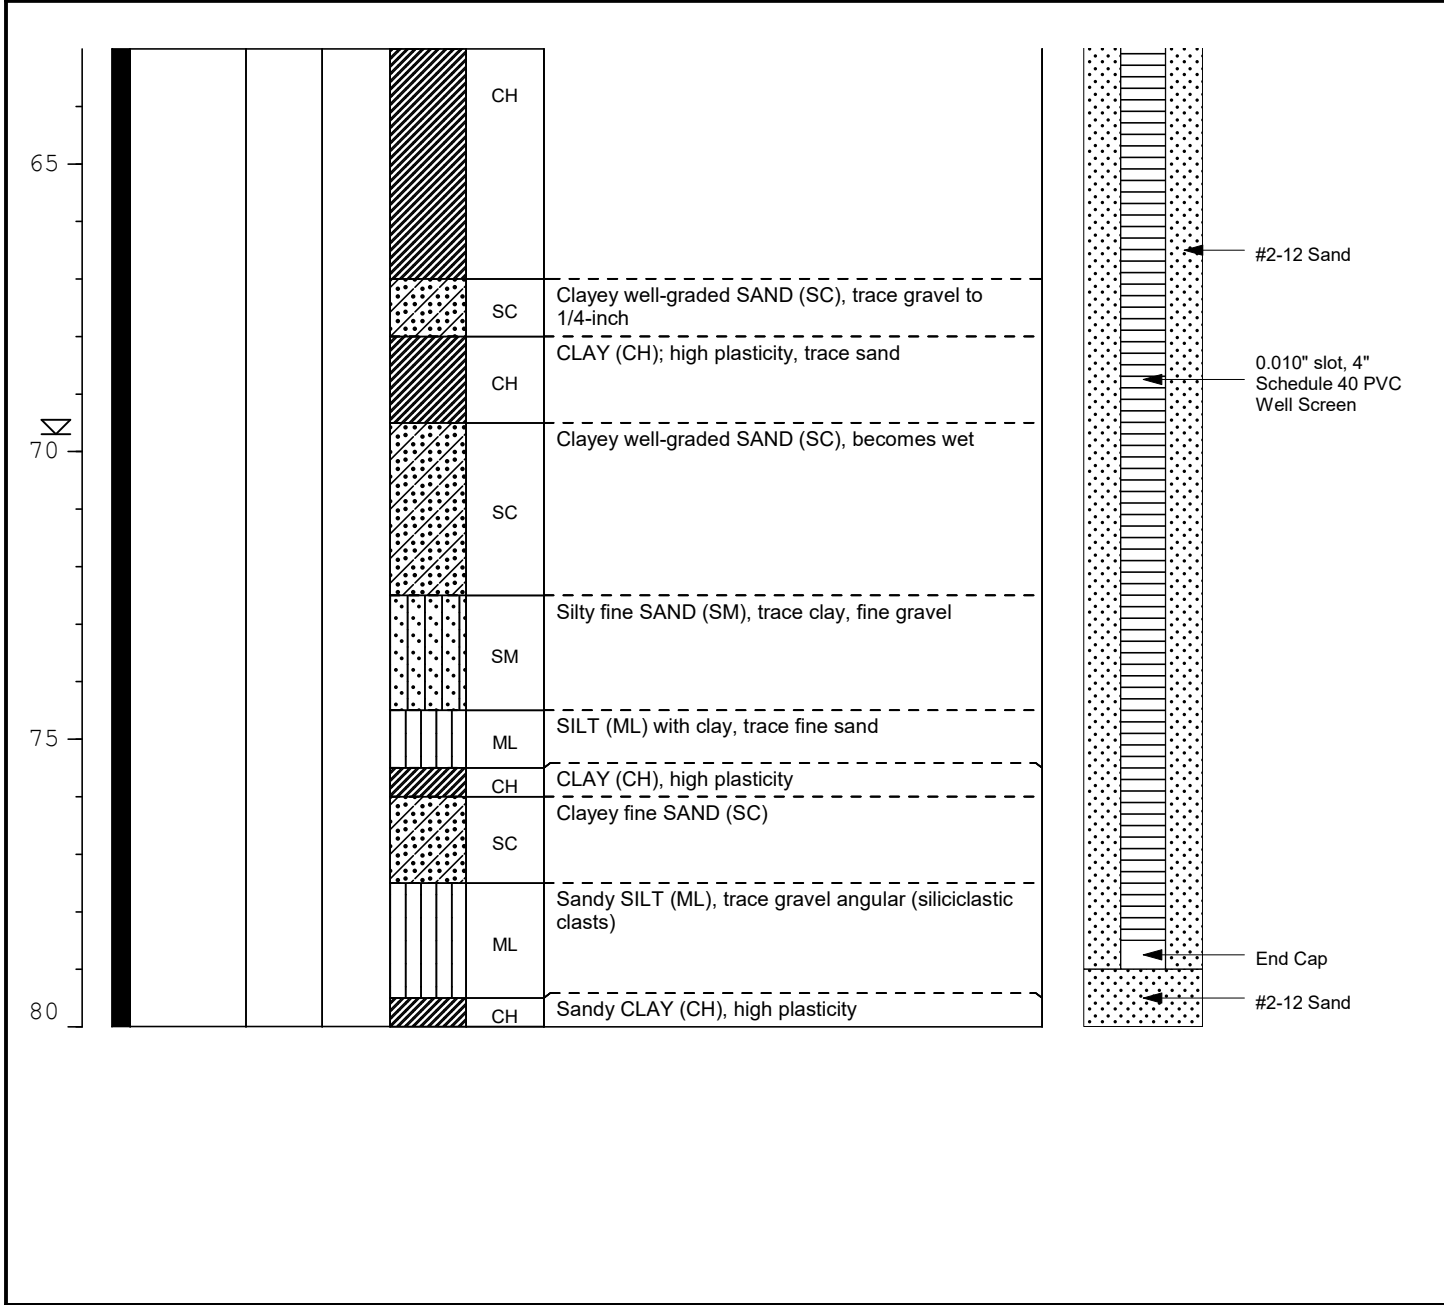 CH
65
#2-12 Sand
SC
Clayey well-graded SAND (SC), trace gravel to
1/4-inch
CH
CLAY (CH); high plasticity, trace sand
0.010" slot, 4"
Schedule 40 PVC
Well Screen
70
Clayey well-graded SAND (SC), becomes wet
SC
Silty fine SAND (SM), trace clay, fine gravel
SM
75
ML
SILT (ML) with clay, trace fine sand
CH
CLAY (CH), high plasticity
SC
Clayey fine SAND (SC)
Sandy SILT (ML), trace gravel angular (siliciclastic
clasts)
ML
End Cap
80
CH
Sandy CLAY (CH), high plasticity
#2-12 Sand